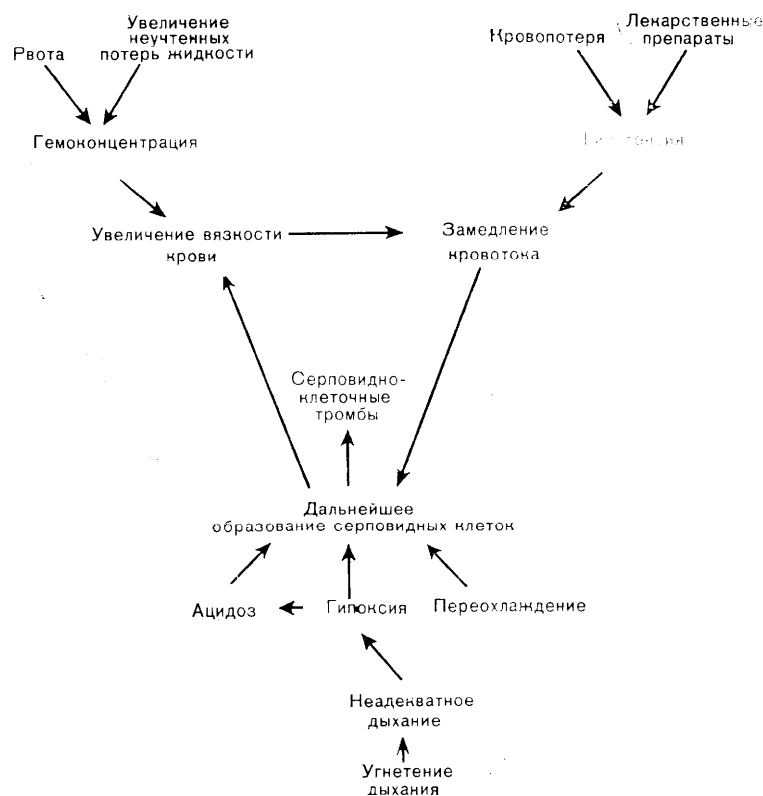 Рвота
Увеличение
неучтенных
потерь жидкости
Кровопотеря
Лекарственные
препараты
Гемоконцентрация
Увеличение вязкости
крови
Замедление
кровотока
Серповидно-
клеточные
тромбы
Дальнейшее
образование серповидных клеток
Ацидоз
Гипоксия
Переохлаждение
Неадекватное
дыхание
Угнетение
дыхания